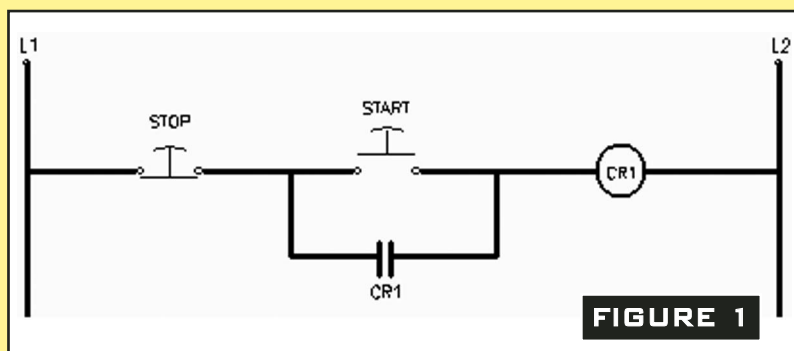 L1
L2
STOP
START
CR1
CR1
FIGURE 1